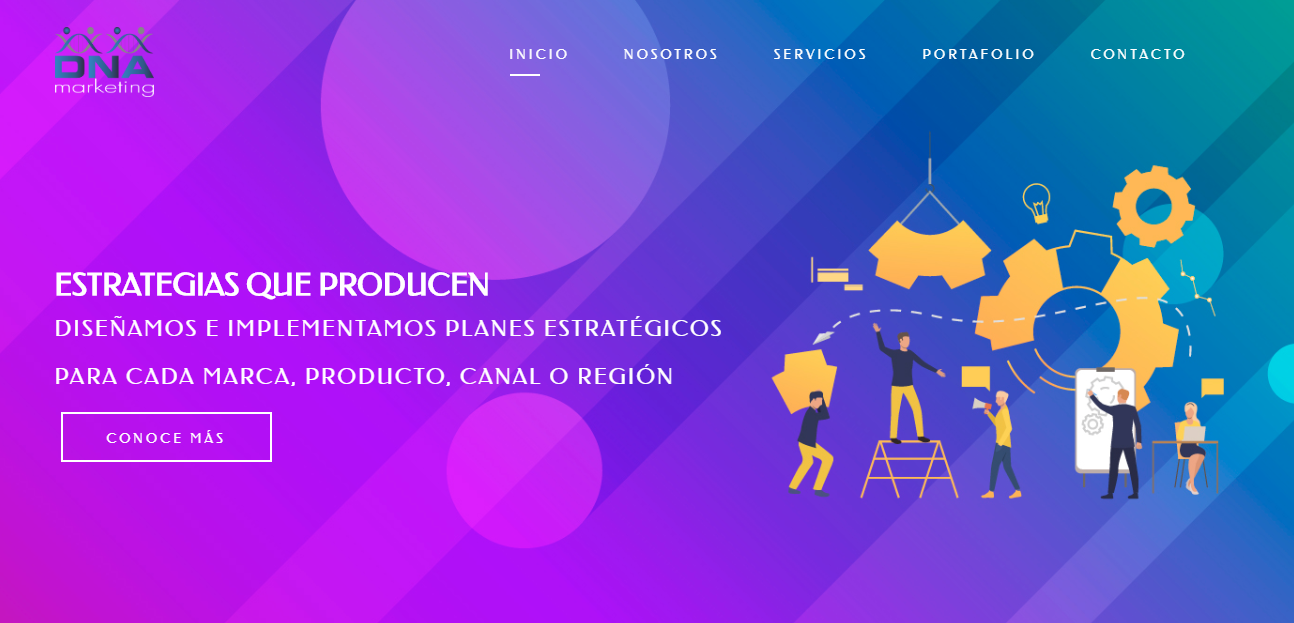 DNA
marketing
INICIO NOSOTROS SERVICIOS PORTAFOLIO CONTACTO
ESTRATEGIAS QUE PRODUCEN
DISEÑAMOS E IMPLEMENTAMOS PLANES ESTRATÉGICOS
PARA CADA MARCA, PRODUCTO, CANAL O REGIÓN
CONOCE MÁS